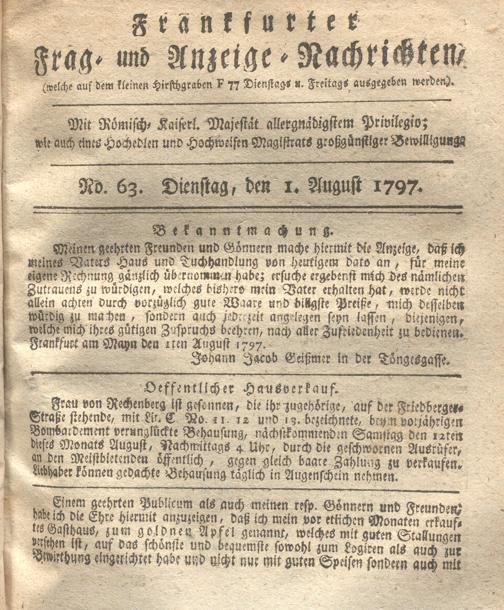 Frankfurter
Frag- und Anzeige-Nachrichten,
(welche auf dem kleinen Hirschgraben F 77 Dienstags u. Freitags ausgegeben werden).
Mit Römisch-Kaiserl. Majestät allergnädigstem Privilegio;
wie auch eines Hochedlen und Hochweisen Magistrats großgünstiger Bewilligung.
No. 63. Dienstag, den 1. August 1797.
Bekanntmachung.
Meinen geehrten Freunden und Gönnern mache hiermit die Anzeige, daß ich
meines Vaters Haus und Tuchhandlung von heutigem dato an, für meine
eigene Rechnung gänzlich übernommen habe; ersuche ergebenst mich des nämlichen
Zutrauens zu würdigen, welches bishero mein Vater erhalten hat, werde nicht
allein achten durch vorzüglich gute Waare und billigste Preiße, mich desselben
würdig zu machen, sondern auch jederzeit angelegen seyn lassen, diejenigen,
welche mich ihres gütigen Zuspruchs beehren, nach aller Zufriedenheit zu bedienen.
Frankfurt am Mayn den 1ten August 1797.
Johann Jacob Geißmer in der Töngesgasse.
Oeffentlicher Hausverkauf.
Frau von Rechenberg ist gesonnen, die ihr zugehörige, auf der Friedberger-
Straße stehende, mit Lit. C. No. 11. 12 und 13. bezeichnete, beym vorjährigen
Bombardement verunglückte Behausung, nächstkommenden Samstag den 12ten
dieses Monats August, Nachmittags 4 Uhr, durch die geschwornen Ausrüfer,
an den Meistbietenden öffentlich, gegen gleich baare Zahlung zu verkaufen.
Liebhaber können gedachte Behausung täglich in Augenschein nehmen.
Einem geehrten Publicum als auch meinen resp. Gönnern und Freunden,
habe ich die Ehre hiermit anzuzeigen, daß ich mein vor etlichen Monaten erkauf-
tes Gasthaus, zum goldnen Apfel genannt, welches mit guten Stallungen
versehen ist, auf das schönste und bequemste sowohl zum Logiren als auch zur
Bewirthung eingerichtet habe und nicht nur mit guten Speisen sondern auch mit